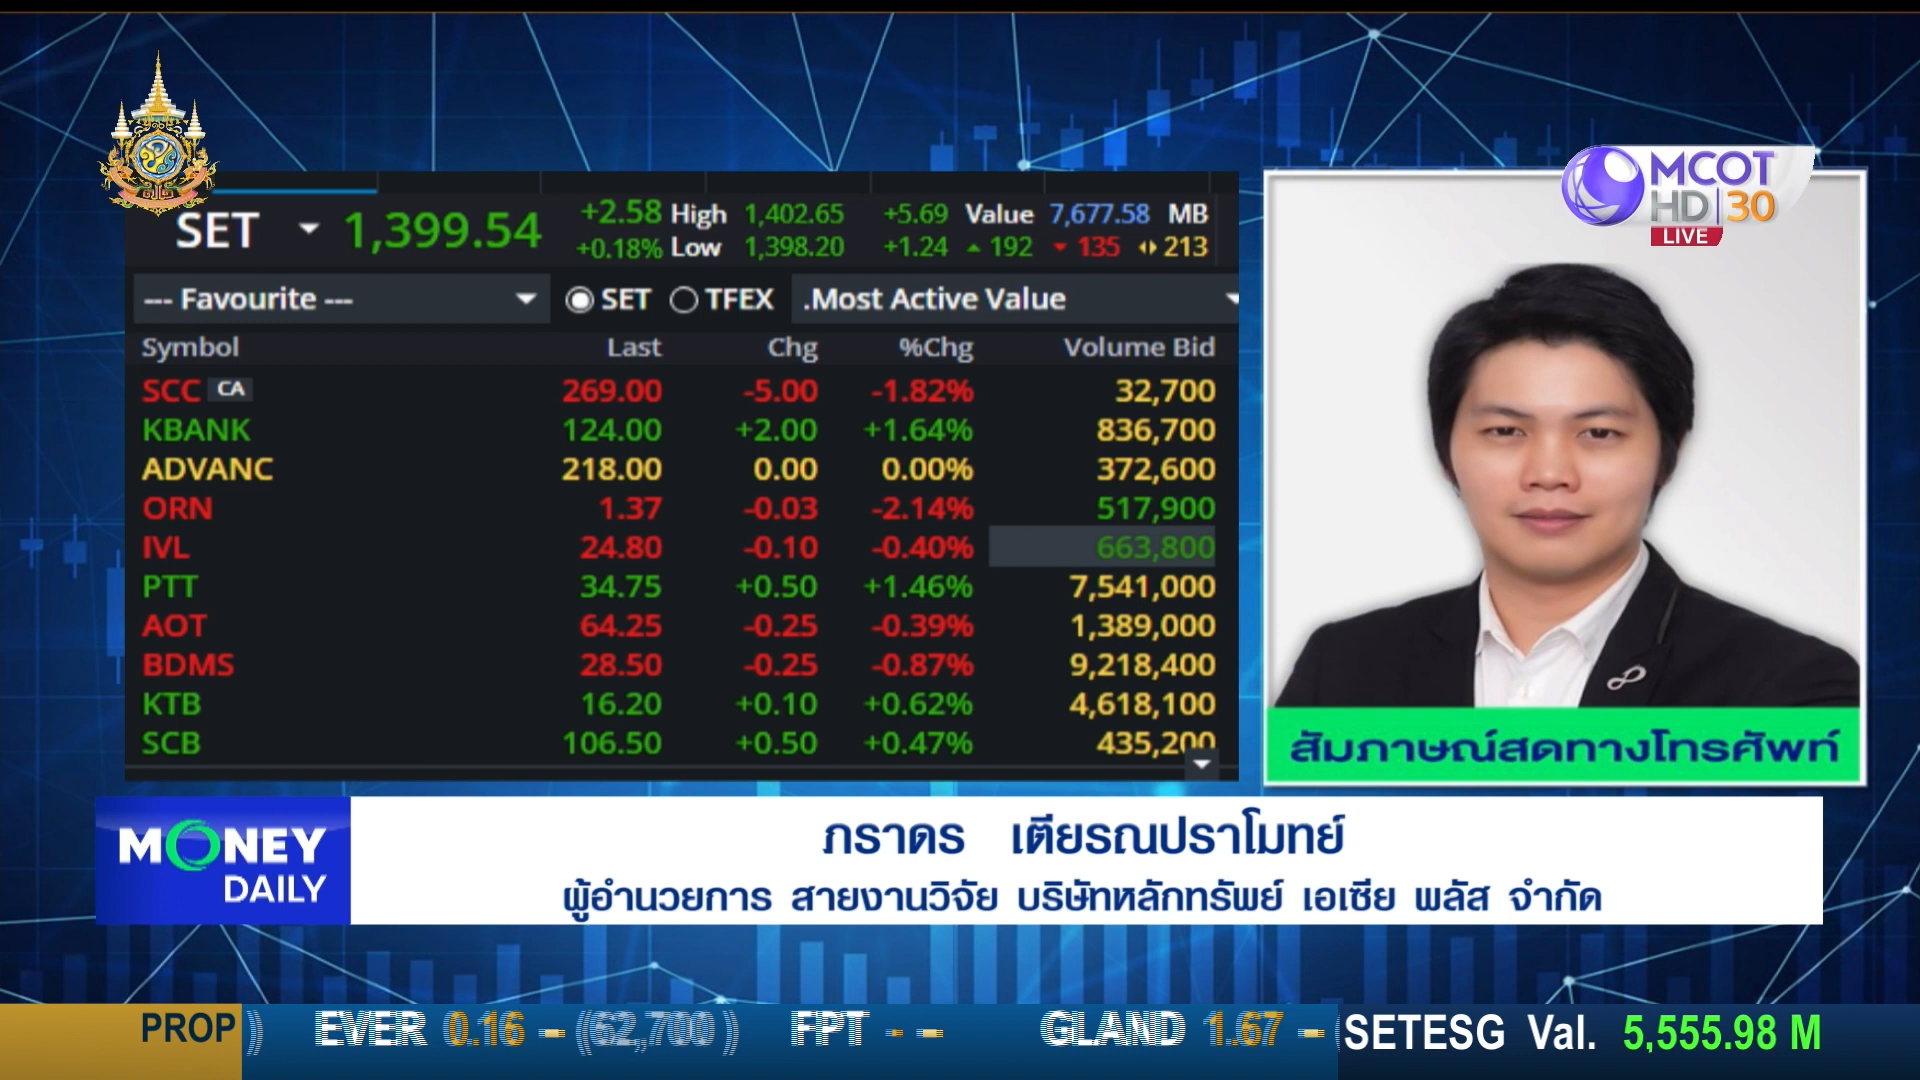 MCOT
HD 30
LIVE
SET 1,399.54 +2.58 High 1,402.65 +5.69 Value 7,677.58 MB
+0.18% Low 1,398.20 +1.24 192 135 213
--- Favourite --- SET TFEX .Most Active Value
Symbol Last Chg %Chg Volume Bid
SCC CA 269.00 -5.00 -1.82% 32,700
KBANK 124.00 +2.00 +1.64% 836,700
ADVANC 218.00 0.00 0.00% 372,600
ORN 1.37 -0.03 -2.14% 517,900
IVL 24.80 -0.10 -0.40% 663,800
PTT 34.75 +0.50 +1.46% 7,541,000
AOT 64.25 -0.25 -0.39% 1,389,000
BDMS 28.50 -0.25 -0.87% 9,218,400
KTB 16.20 +0.10 +0.62% 4,618,100
SCB 106.50 +0.50 +0.47% 435,200
สัมภาษณ์สดทางโทรศัพท์
MONEY
DAILY
ภราดร เตียรณปราโมทย์
ผู้อำนวยการ สายงานวิจัย บริษัทหลักทรัพย์ เอเซีย พลัส จำกัด
PROP EVER 0.16 - (62,700) FPT - - GLAND 1.67 - SETESG Val. 5,555.98 M